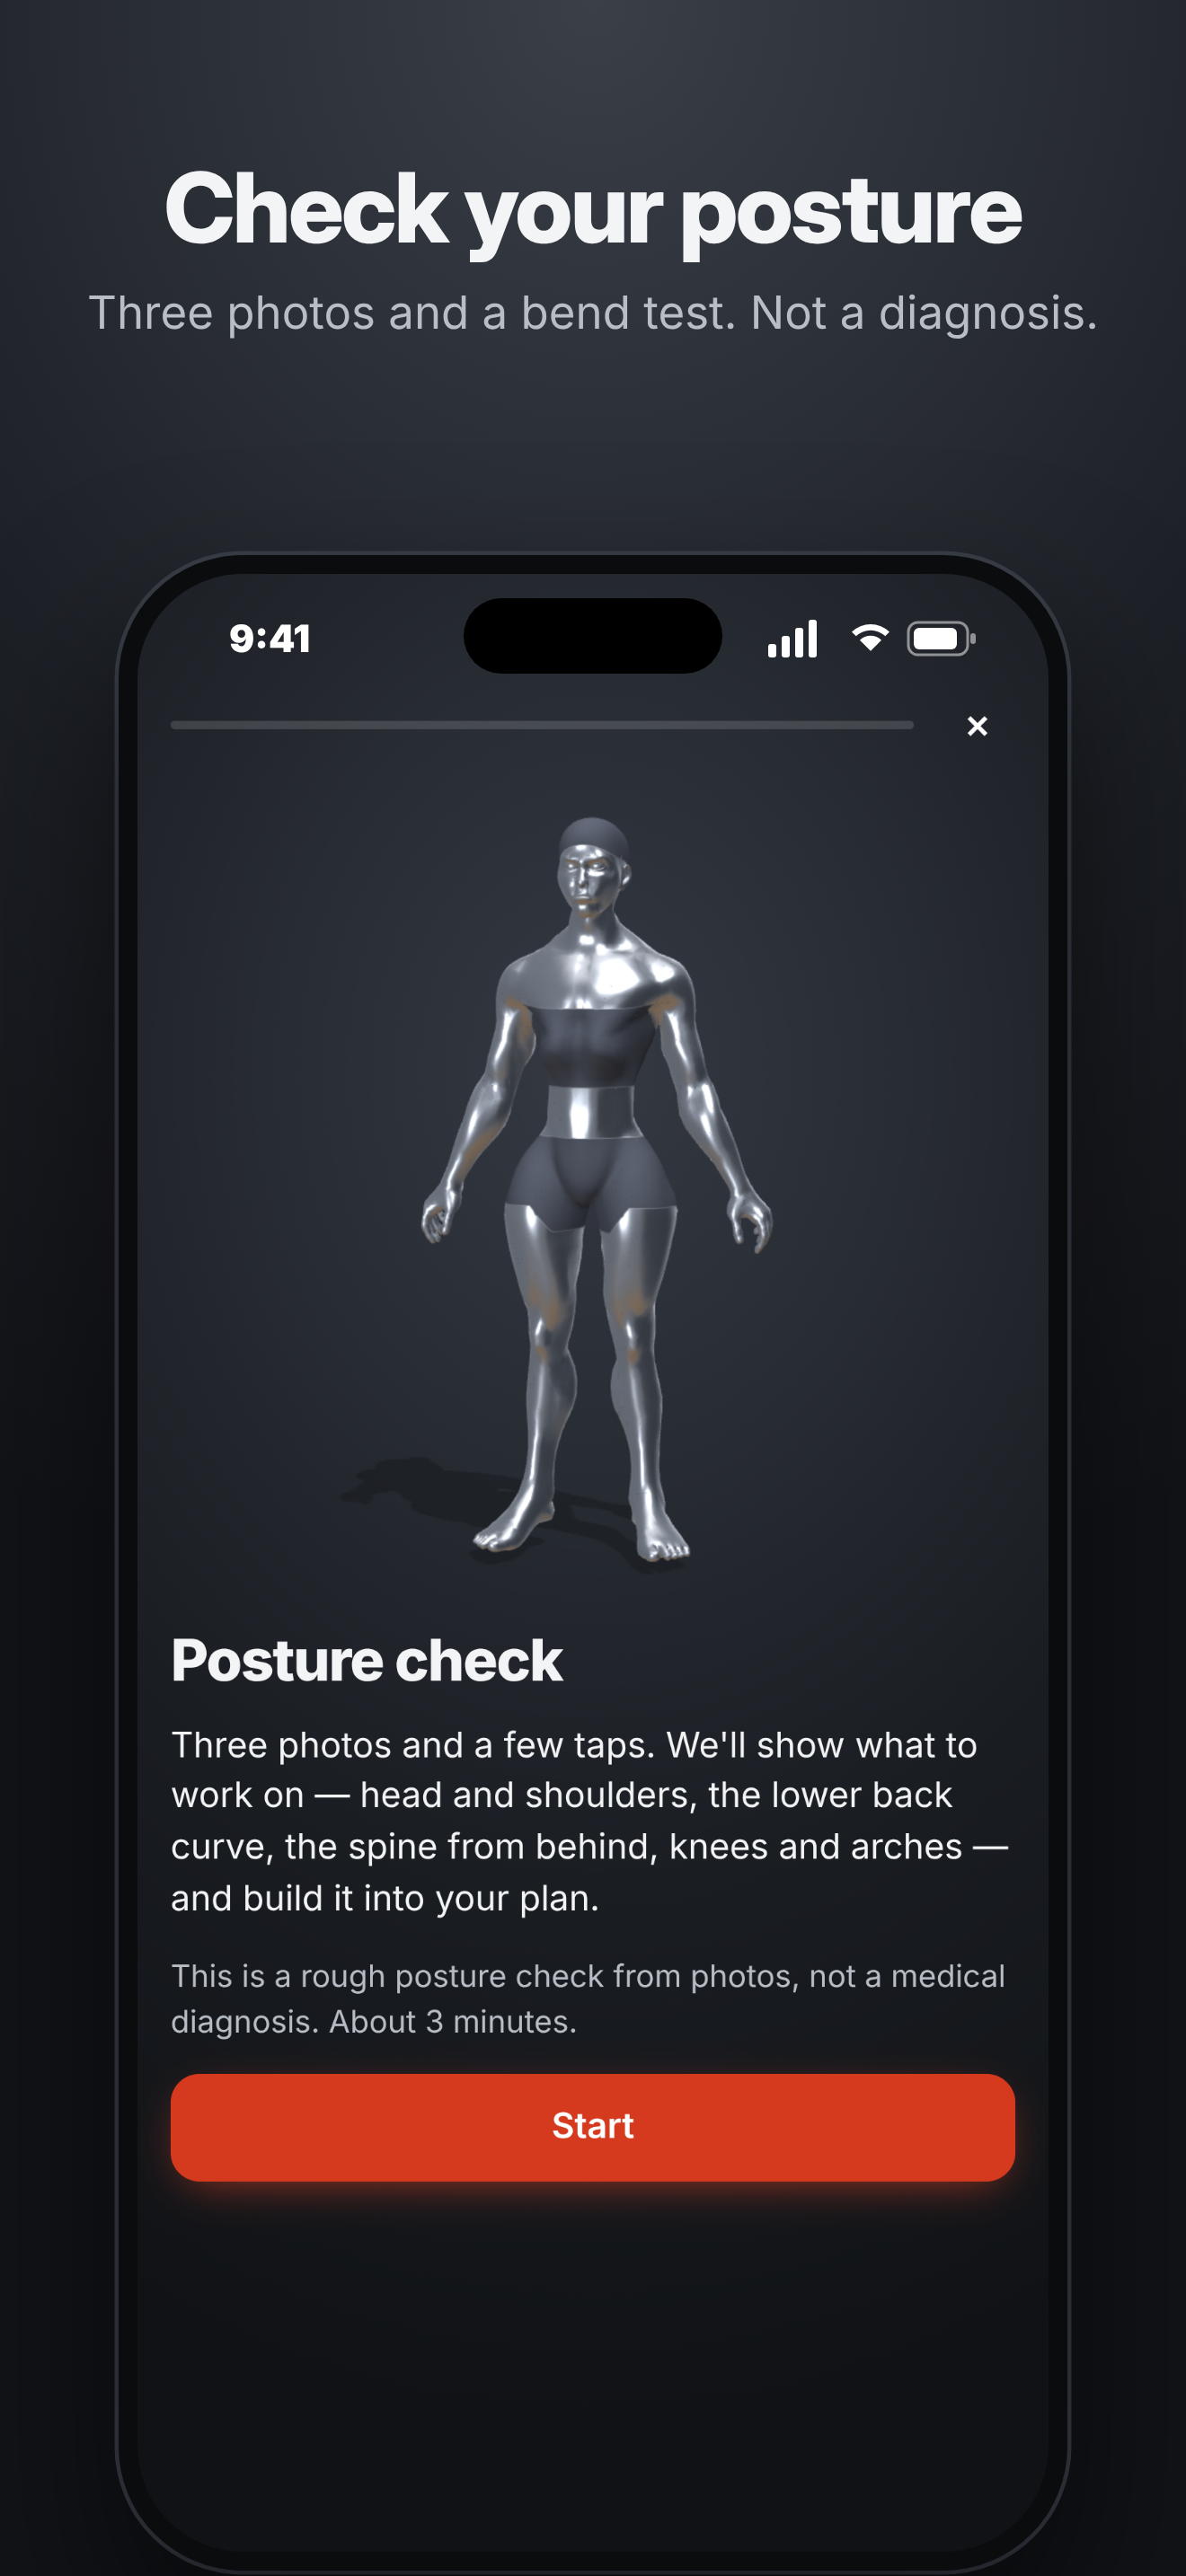 Check your posture
Three photos and a bend test. Not a diagnosis.
9:41
Posture check
Three photos and a few taps. We'll show what to
work on — head and shoulders, the lower back
curve, the spine from behind, knees and arches —
and build it into your plan.
This is a rough posture check from photos, not a medical
diagnosis. About 3 minutes.
Start